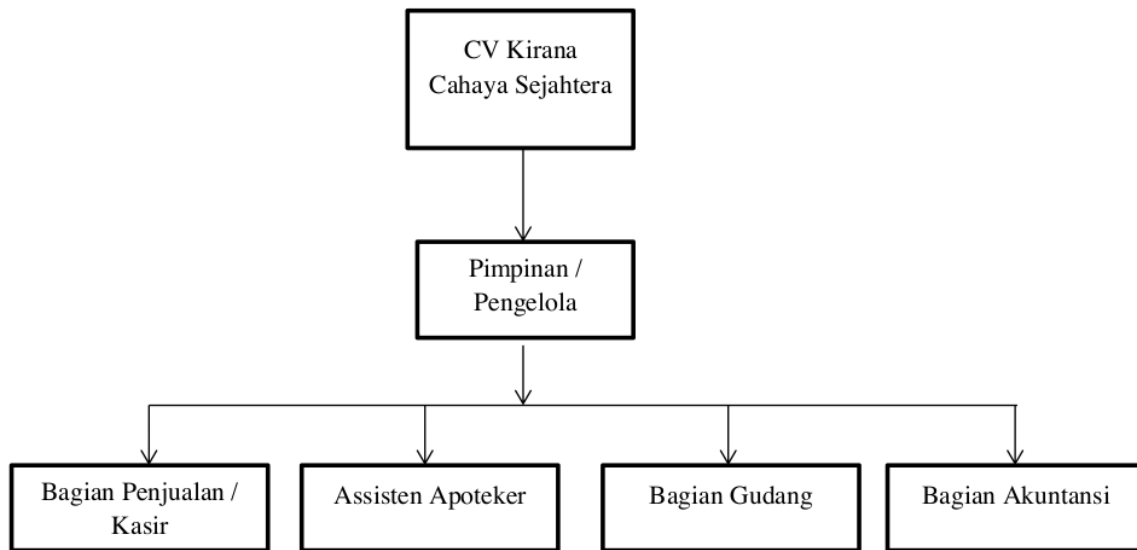 CV Kirana
Cahaya Sejahtera
Pimpinan /
Pengelola
Bagian Penjualan /
Kasir
Assisten Apoteker
Bagian Gudang
Bagian Akuntansi